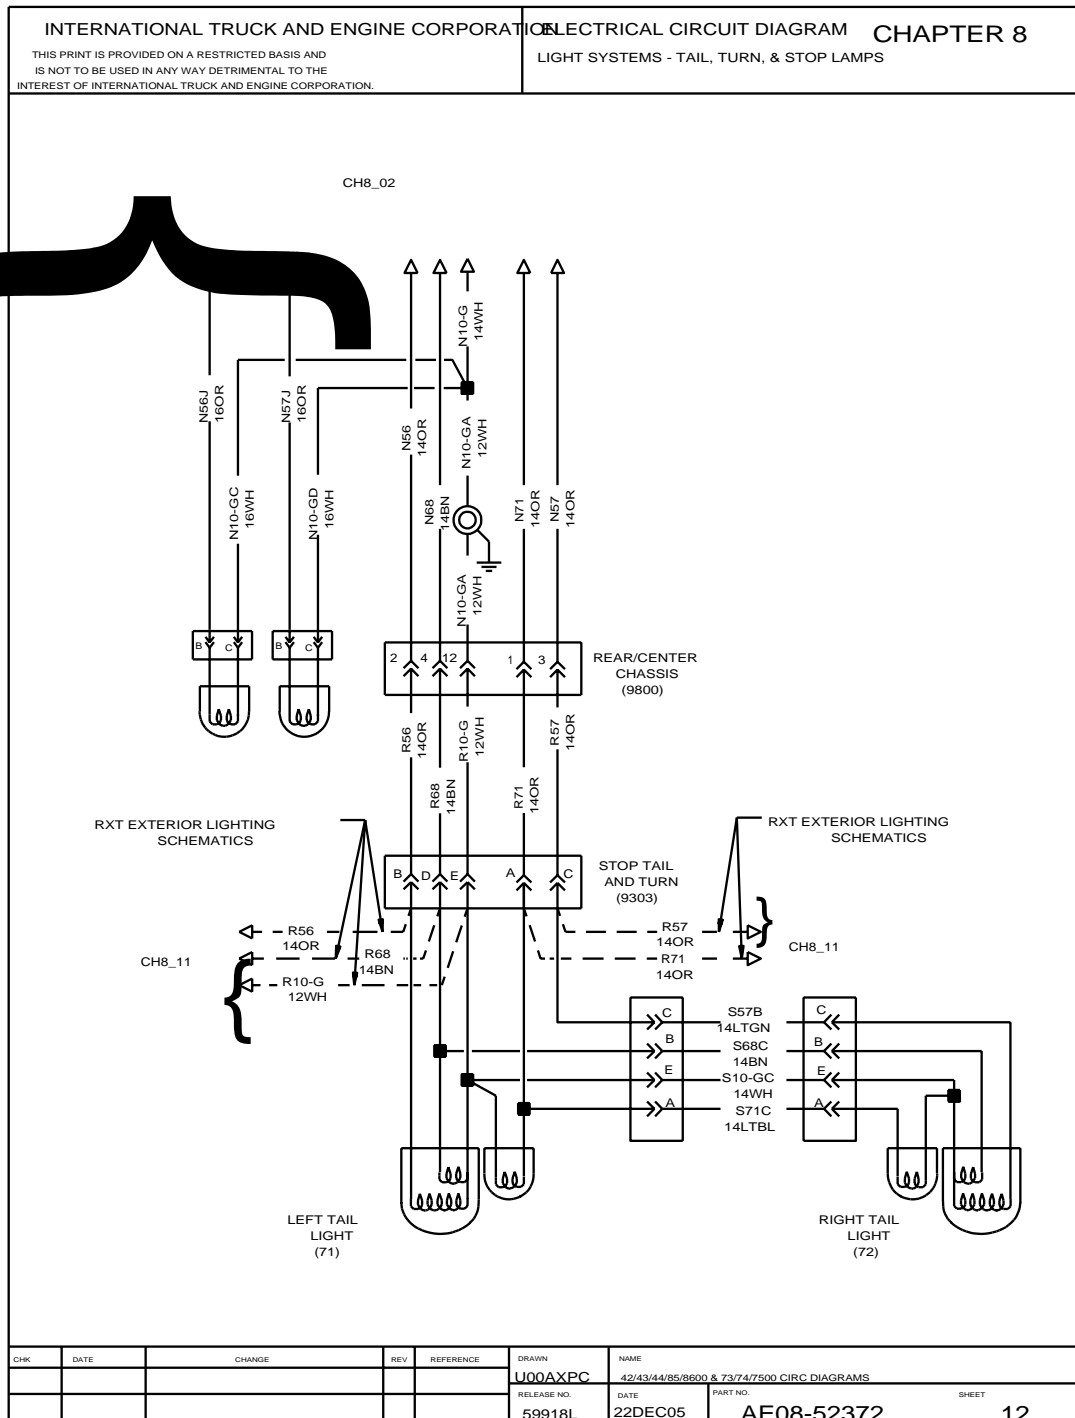 INTERNATIONAL TRUCK AND ENGINE CORPORATION
THIS PRINT IS PROVIDED ON A RESTRICTED BASIS AND
IS NOT TO BE USED IN ANY WAY DETRIMENTAL TO THE
INTEREST OF INTERNATIONAL TRUCK AND ENGINE CORPORATION.
ELECTRICAL CIRCUIT DIAGRAM
CHAPTER 8
LIGHT SYSTEMS - TAIL, TURN, & STOP LAMPS
CH8_02
N10-G
14WH
N56J
16OR
N57J
16OR
N56
14OR
N10-GA
12WH
N10-GC
16WH
N10-GD
16WH
N68
14BN
N71
14OR
N57
14OR
N10-GA
12WH
B C B C
2 4 12 1 3
REAR/CENTER
CHASSIS
(9800)
R56
14OR
R10-G
12WH
R57
14OR
R68
14BN
R71
14OR
RXT EXTERIOR LIGHTING
SCHEMATICS
RXT EXTERIOR LIGHTING
SCHEMATICS
B D E A C
STOP TAIL
AND TURN
(9303)
R56
14OR
R68
14BN
R10-G
12WH
CH8_11
R57
14OR
R71
14OR
CH8_11
C S57B C
14LTGN
B S68C B
14BN
E S10-GC E
14WH
A S71C A
14LTBL
LEFT TAIL
LIGHT
(71)
RIGHT TAIL
LIGHT
(72)
CHK DATE CHANGE REV REFERENCE
DRAWN
U00AXPC
NAME
42/43/44/85/8600 & 73/74/7500 CIRC DIAGRAMS
RELEASE NO.
59918L
DATE
22DEC05
PART NO.
AE08-52372
SHEET
12